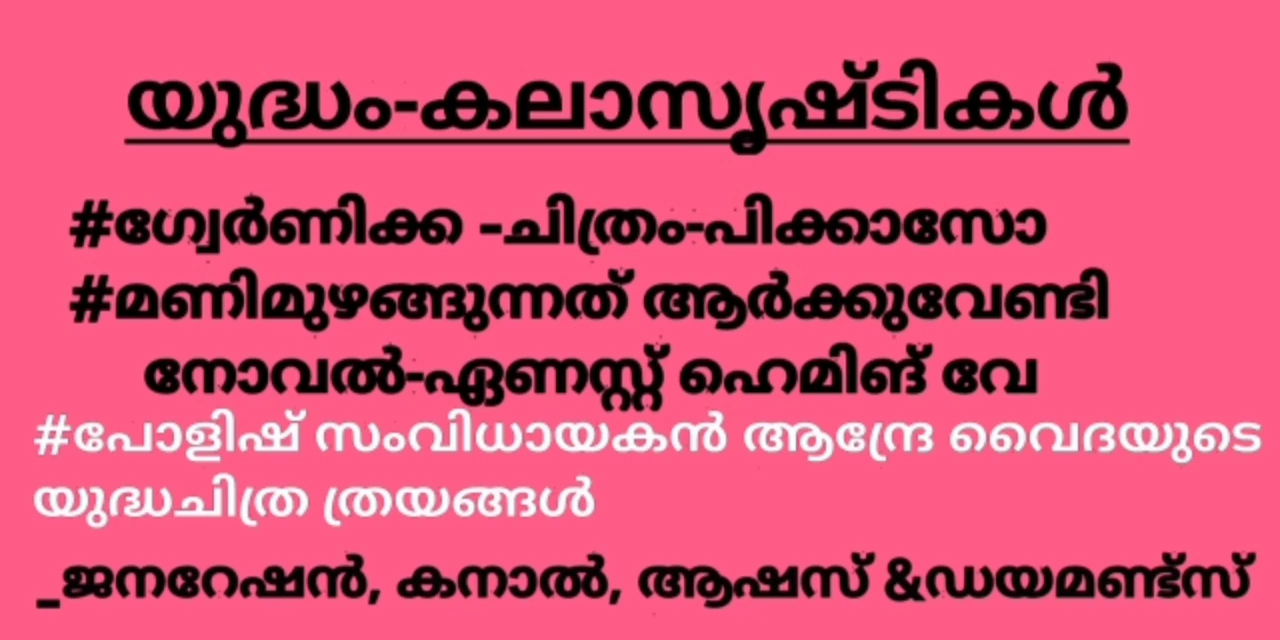 യുദ്ധം-കലാസൃഷ്ടികൾ
#ഗ്വേർണിക്ക -ചിത്രം-പിക്കാസോ
#മണിമുഴങ്ങുന്നത് ആർക്കുവേണ്ടി
നോവൽ-ഏണസ്റ്റ് ഹെമിങ് വേ
#പോളിഷ് സംവിധായകൻ ആന്ദ്രേ വൈദയുടെ
യുദ്ധചിത്ര ത്രയങ്ങൾ
_ജനറേഷൻ, കനാൽ, ആഷസ് &ഡയമണ്ട്സ്